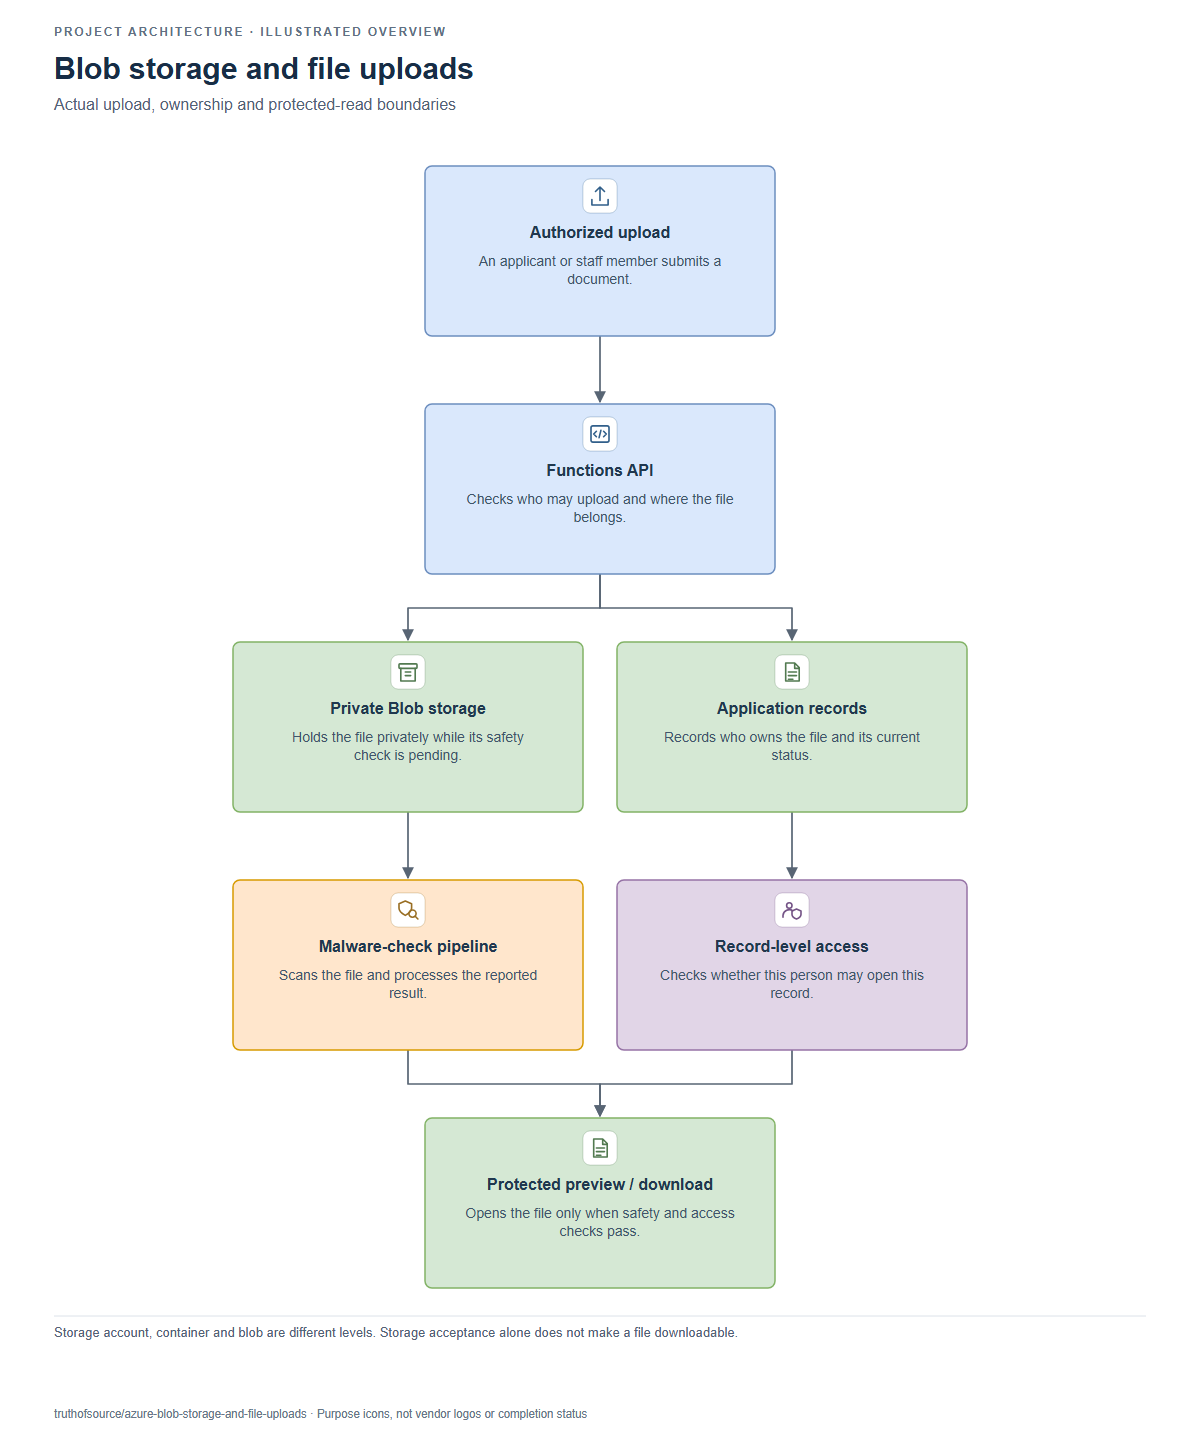 PROJECT ARCHITECTURE · ILLUSTRATED OVERVIEW
Blob storage and file uploads
Actual upload, ownership and protected-read boundaries
Authorized upload
An applicant or staff member submits a
document.
Functions API
Checks who may upload and where the file
belongs.
Private Blob storage
Holds the file privately while its safety
check is pending.
Application records
Records who owns the file and its current
status.
Malware-check pipeline
Scans the file and processes the reported
result.
Record-level access
Checks whether this person may open this
record.
Protected preview / download
Opens the file only when safety and access
checks pass.
Storage account, container and blob are different levels. Storage acceptance alone does not make a file downloadable.
truthofsource/azure-blob-storage-and-file-uploads · Purpose icons, not vendor logos or completion status